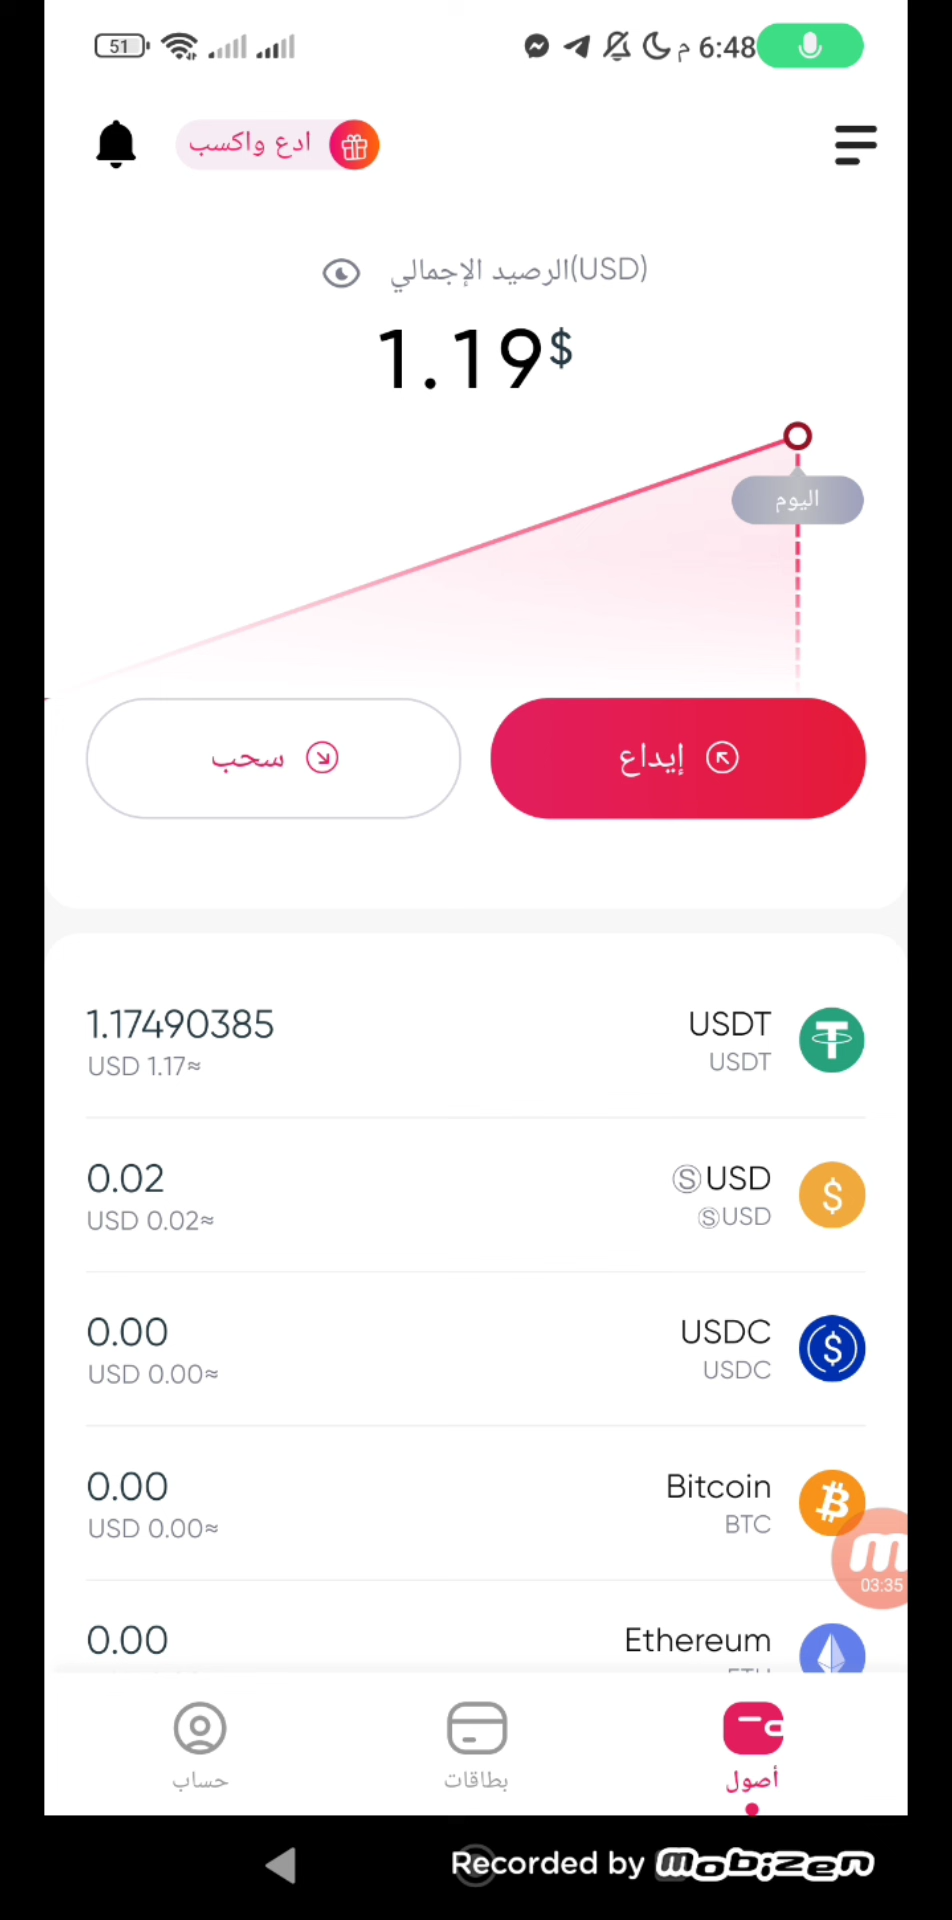 51
م 6:48
ادع واكسب
الرصيد الإجمالي(USD)
1.19$
اليوم
إيداع
سحب
USDT
1.17490385
USDT
USD 1.17≈
ⓈUSD
0.02
ⓈUSD
USD 0.02≈
USDC
0.00
USDC
USD 0.00≈
Bitcoin
0.00
BTC
USD 0.00≈
03:35
Ethereum
0.00
أصول
بطاقات
حساب
Recorded by mobizen